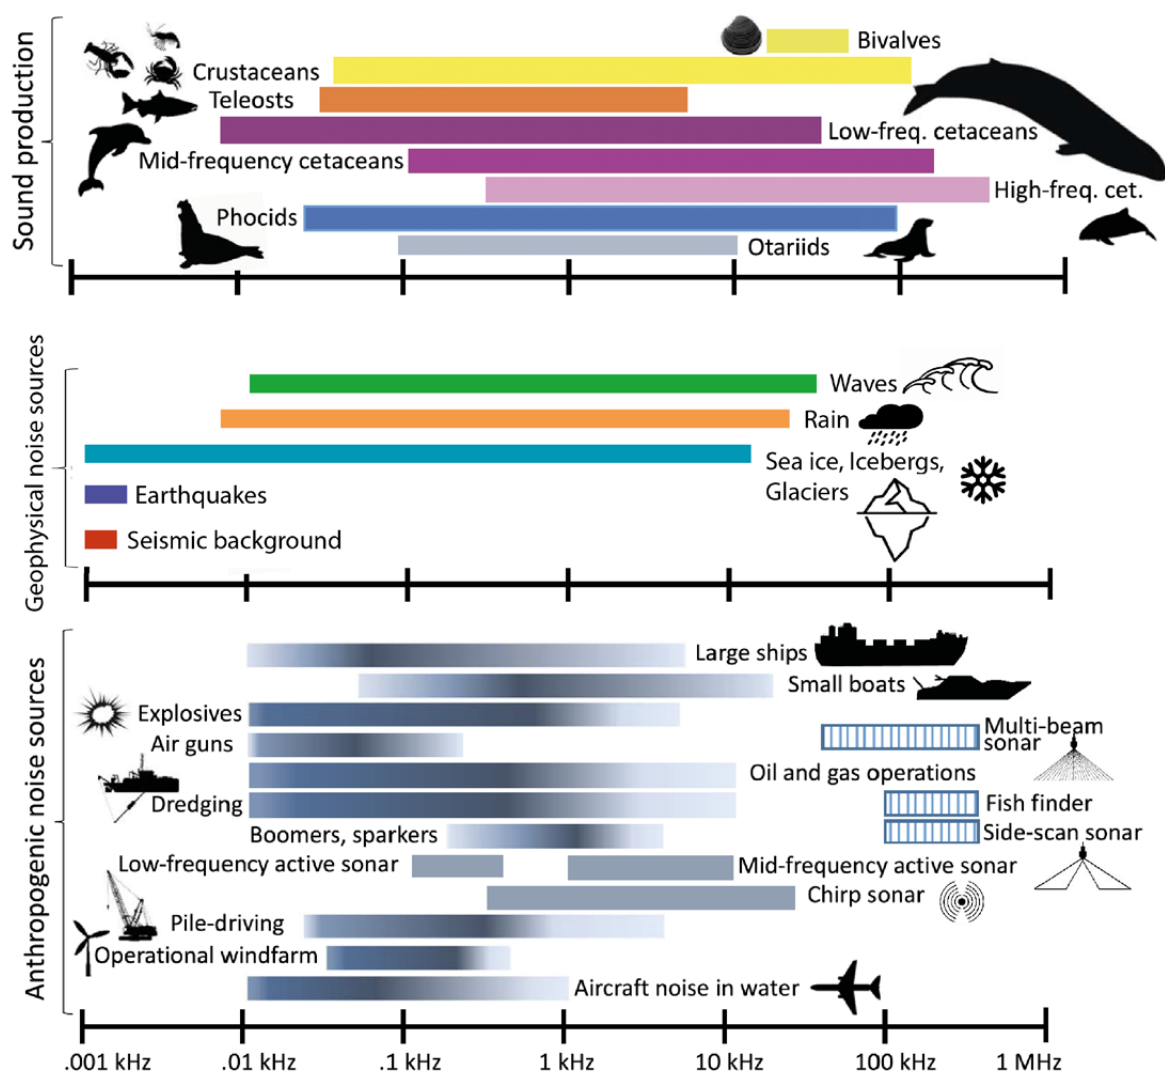 Sound production
Bivalves
Crustaceans
Teleosts
Low-freq. cetaceans
Mid-frequency cetaceans
High-freq. cet.
Phocids
Otariids
Geophysical noise sources
Waves
Rain
Sea ice, Icebergs,
Glaciers
Earthquakes
Seismic background
Anthropogenic noise sources
Large ships
Small boats
Explosives
Multi-beam
sonar
Air guns
Oil and gas operations
Dredging
Fish finder
Boomers, sparkers
Side-scan sonar
Low-frequency active sonar
Mid-frequency active sonar
Chirp sonar
Pile-driving
Operational windfarm
Aircraft noise in water
.001 kHz .01 kHz .1 kHz 1 kHz 10 kHz 100 kHz 1 MHz